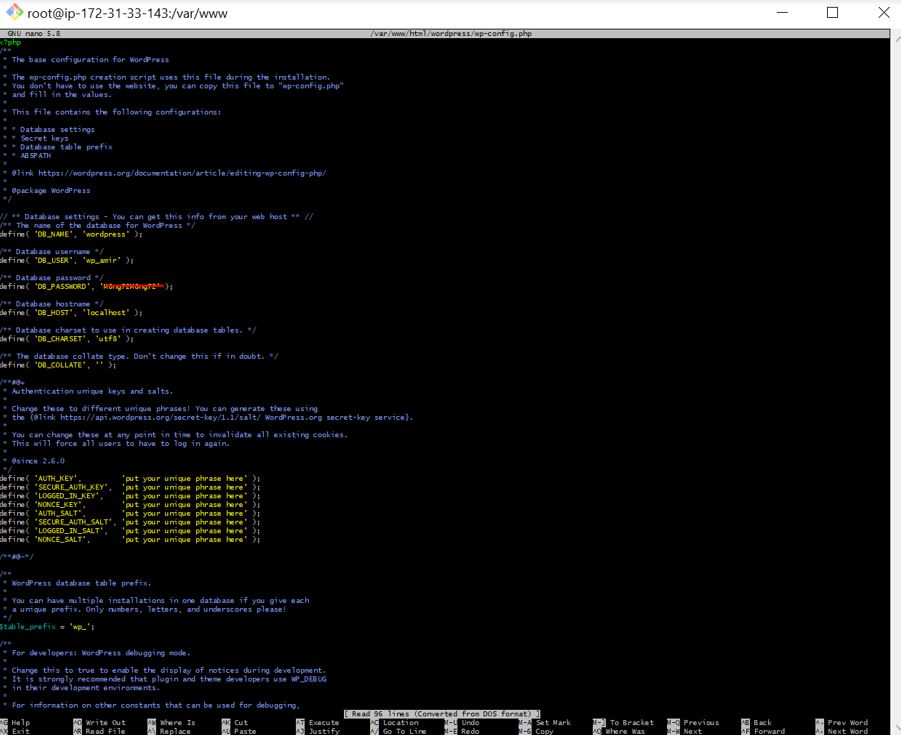 root@ip-172-31-33-143:/var/www
GNU nano 5.8 /var/www/html/wordpress/wp-config.php
<?php
/**
 * The base configuration for WordPress
 *
 * The wp-config.php creation script uses this file during the installation.
 * You don't have to use the website, you can copy this file to "wp-config.php"
 * and fill in the values.
 *
 * This file contains the following configurations:
 *
 * * Database settings
 * * Secret keys
 * * Database table prefix
 * * ABSPATH
 *
 * @link https://wordpress.org/documentation/article/editing-wp-config-php/
 *
 * @package WordPress
 */
// ** Database settings - You can get this info from your web host ** //
/** The name of the database for WordPress */
define( 'DB_NAME', 'wordpress' );
/** Database username */
define( 'DB_USER', 'wp_amir' );
/** Database password */
define( 'DB_PASSWORD', ' ' );
/** Database hostname */
define( 'DB_HOST', 'localhost' );
/** Database charset to use in creating database tables. */
define( 'DB_CHARSET', 'utf8' );
/** The database collate type. Don't change this if in doubt. */
define( 'DB_COLLATE', '' );
/**#@+
 * Authentication unique keys and salts.
 *
 * Change these to different unique phrases! You can generate these using
 * the {@link https://api.wordpress.org/secret-key/1.1/salt/ WordPress.org secret-key service}.
 *
 * You can change these at any point in time to invalidate all existing cookies.
 * This will force all users to have to log in again.
 *
 * @since 2.6.0
 */
define( 'AUTH_KEY',         'put your unique phrase here' );
define( 'SECURE_AUTH_KEY',  'put your unique phrase here' );
define( 'LOGGED_IN_KEY',    'put your unique phrase here' );
define( 'NONCE_KEY',        'put your unique phrase here' );
define( 'AUTH_SALT',        'put your unique phrase here' );
define( 'SECURE_AUTH_SALT', 'put your unique phrase here' );
define( 'LOGGED_IN_SALT',   'put your unique phrase here' );
define( 'NONCE_SALT',       'put your unique phrase here' );
/**#@-*/
/**
 * WordPress database table prefix.
 *
 * You can have multiple installations in one database if you give each
 * a unique prefix. Only numbers, letters, and underscores please!
 */
$table_prefix = 'wp_';
/**
 * For developers: WordPress debugging mode.
 *
 * Change this to true to enable the display of notices during development.
 * It is strongly recommended that plugin and theme developers use WP_DEBUG
 * in their development environments.
 *
 * For information on other constants that can be used for debugging,
[ Read 96 lines (Converted from DOS format) ]
^G Help ^O Write Out ^W Where Is ^K Cut ^T Execute ^C Location M-U Undo M-A Set Mark M-] To Bracket M-Q Previous ^B Back ^◂ Prev Word
^X Exit ^R Read File ^\ Replace ^U Paste ^J Justify ^/ Go To Line M-E Redo M-6 Copy ^Q Where Was M-W Next ^F Forward ^▸ Next Word